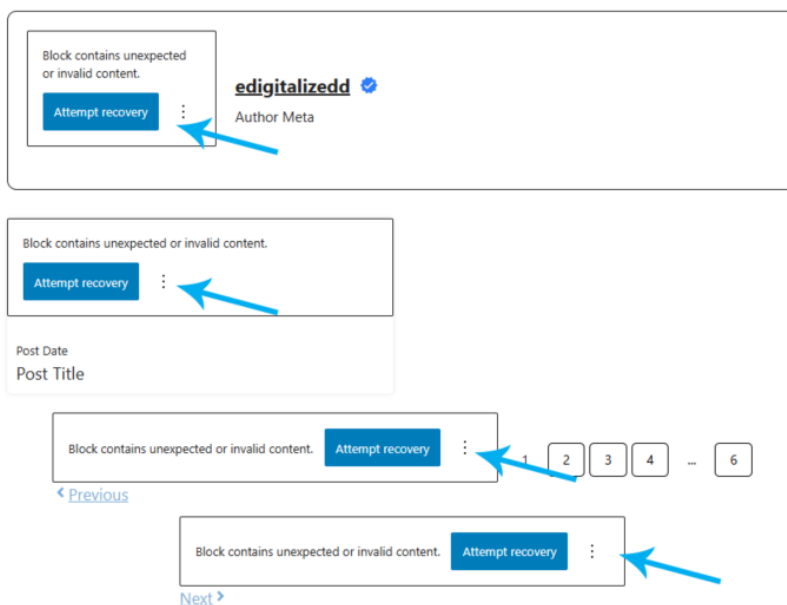 Block contains unexpected
or invalid content.
Attempt recovery
edigitalizedd
Author Meta
Block contains unexpected or invalid content.
Attempt recovery
Post Date
Post Title
Block contains unexpected or invalid content. Attempt recovery 1 2 3 4 ... 6
Previous
Block contains unexpected or invalid content. Attempt recovery
Next